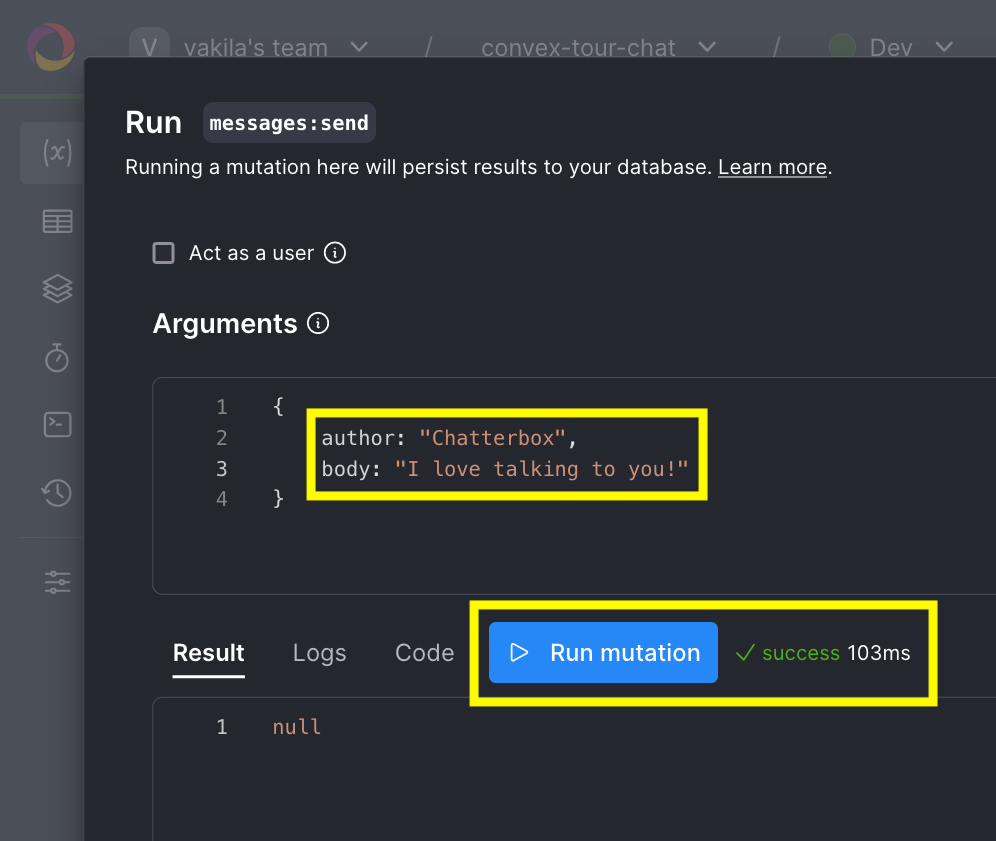 V vakila's team / convex-tour-chat / Dev
Run messages:send
Running a mutation here will persist results to your database. Learn more.
(x)
Act as a user
Arguments
1 {
2 author: "Chatterbox",
3 body: "I love talking to you!"
4 }
Result Logs Code Run mutation success 103ms
1 null